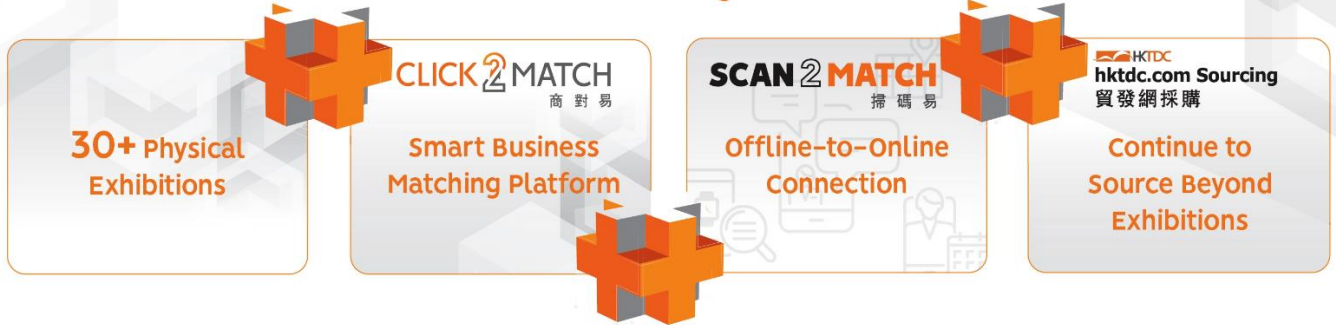 30+ Physical
Exhibitions
CLICK2MATCH
商對易
Smart Business
Matching Platform
SCAN2MATCH
掃碼易
Offline-to-Online
Connection
HKTDC
hktdc.com Sourcing
貿發網採購
Continue to
Source Beyond
Exhibitions